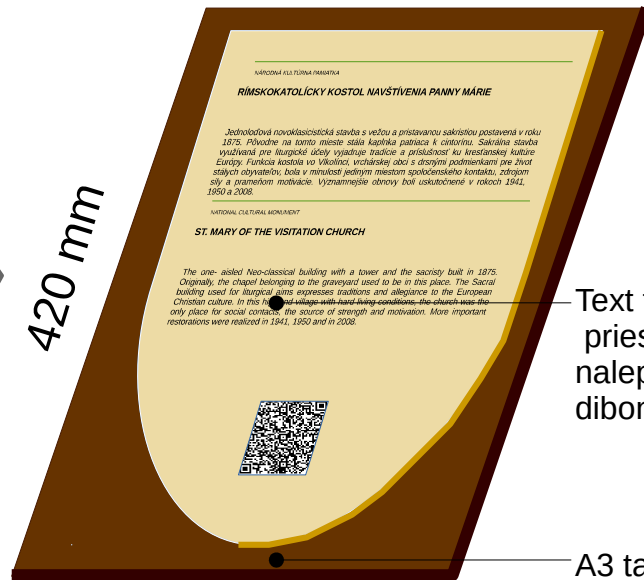 NÁRODNÁ KULTÚRNA PAMIATKA
RÍMSKOKATOLÍCKY KOSTOL NAVŠTÍVENIA PANNY MÁRIE
Jednoloďová novoklasicistická stavba s vežou a pristavanou sakristiou postavená v roku
1875. Pôvodne na tomto mieste stála kaplnka patriaca k cintorínu. Sakrálna stavba
využívaná pre liturgické účely vyjadruje tradície a príslušnosť ku kresťanskej kultúre
Európy. Funkcia kostola vo Vlkolínci, vrchárskej obci s drsnými podmienkami pre život
stálych obyvateľov, bola v minulosti jediným miestom spoločenského kontaktu, zdrojom
sily a prameňom motivácie. Významnejšie obnovy boli uskutočnené v rokoch 1941,
1950 a 2008.
NATIONAL CULTURAL MONUMENT
ST. MARY OF THE VISITATION CHURCH
The one- aisled Neo-classical building with a tower and the sacristy built in 1875.
Originally, the chapel belonging to the graveyard used to be in this place. The Sacral
building used for liturgical aims expresses traditions and allegiance to the European
Christian culture. In this highland village with hard living conditions, the church was the
only place for social contacts, the source of strength and motivation. More important
restorations were realized in 1941, 1950 and in 2008.
420 mm
Text
pries
nalep
dibon
A3 ta